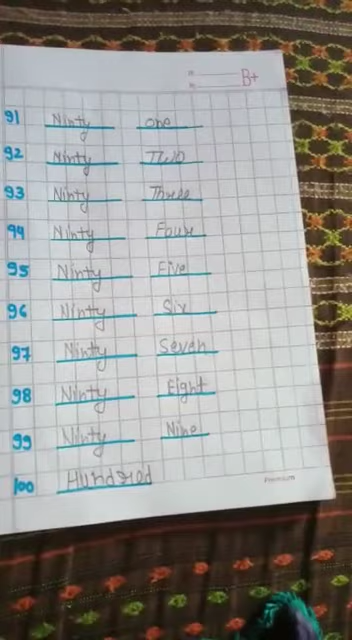 B+
91 Ninty one
92 Ninty Two
93 Ninty Three
94 Ninty Four
95 Ninty Five
96 Ninty Six
97 Ninty Seven
98 Ninty Eight
99 Ninty Nine
100 Hundred
Premium